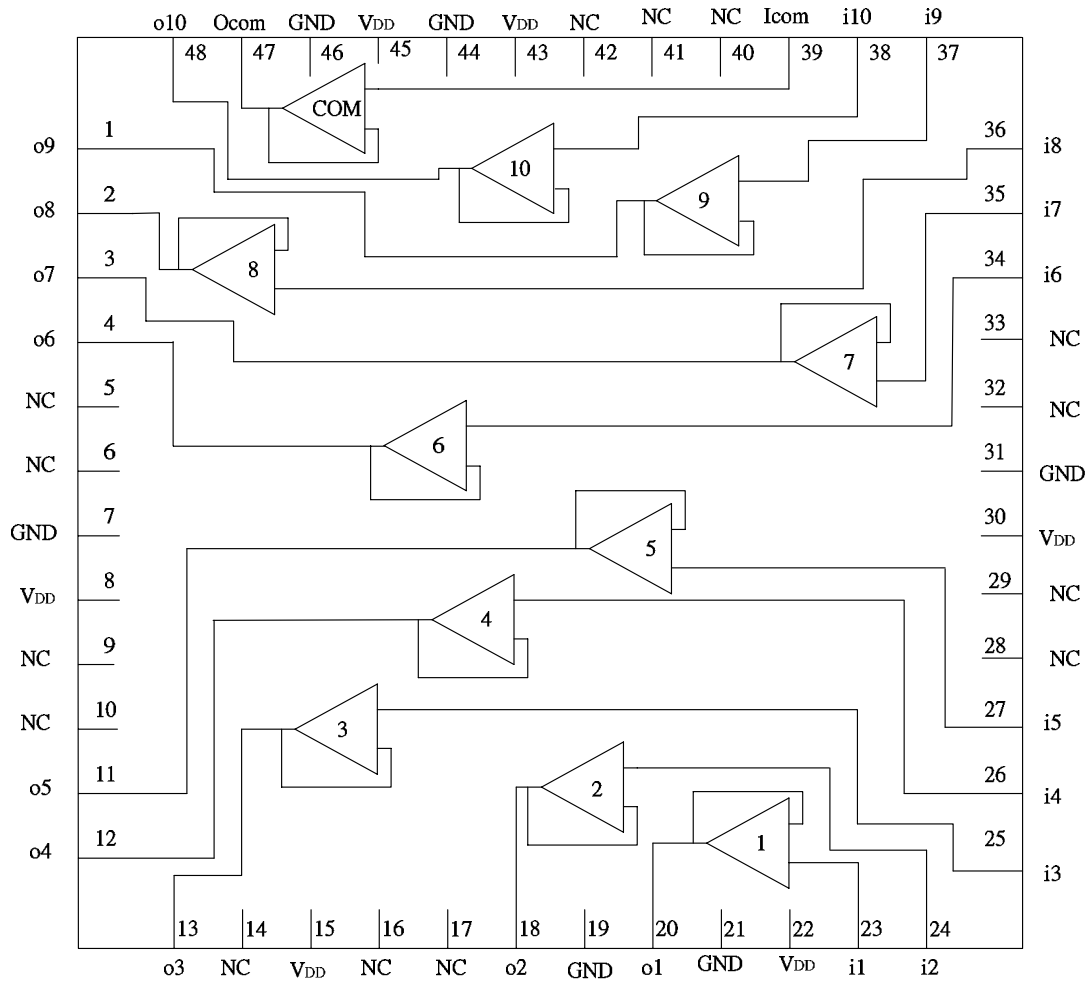 o10 Ocom GND VDD GND VDD NC NC NC Icom i10 i9
48 47 46 45 44 43 42 41 40 39 38 37
COM
1 36
o9 i8
10
2 9 35
o8 i7
3 8 34
o7 i6
4 33
o6 NC
7
5 32
NC NC
6
6 31
NC GND
7 30
GND VDD
5
8 29
VDD NC
4
9 28
NC NC
10 27
NC i5
3
11 26
o5 i4
2
12 25
o4 1 i3
13 14 15 16 17 18 19 20 21 22 23 24
o3 NC VDD NC NC o2 GND o1 GND VDD i1 i2